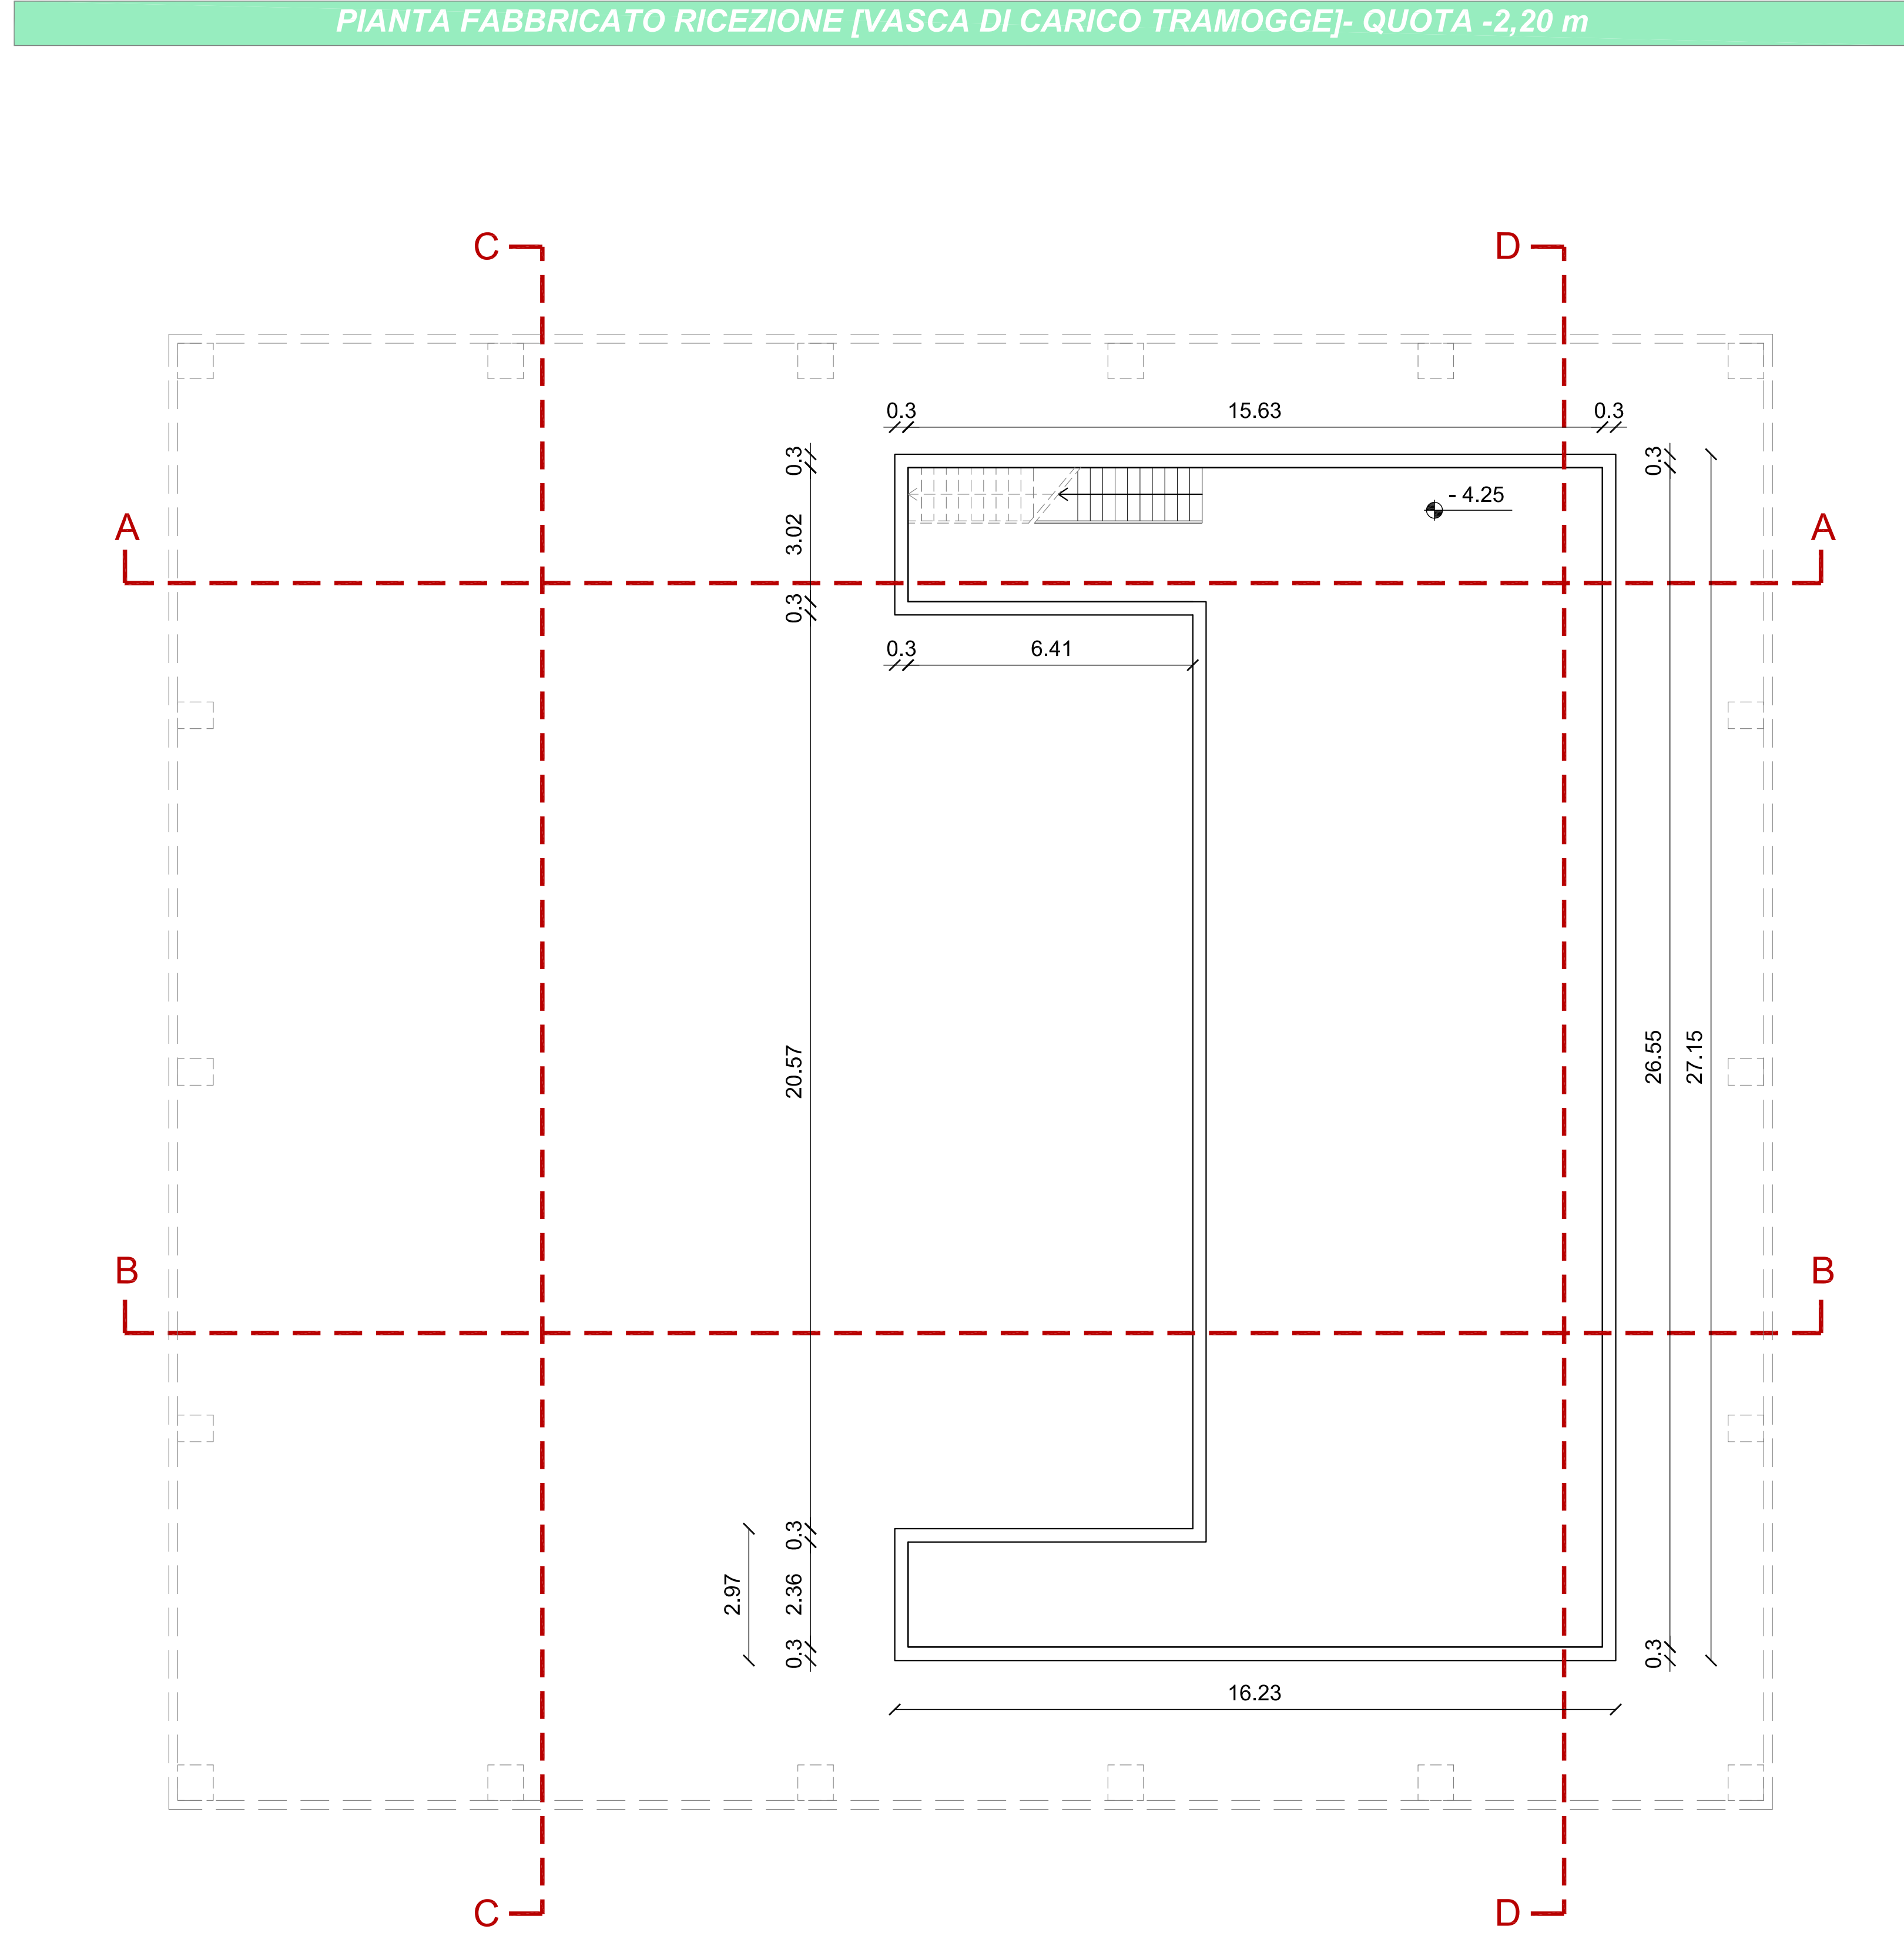 PIANTA FABBRICATO RICEZIONE [VASCA DI CARICO TRAMOGGE]- QUOTA -2,20 m
C
D
0.3
15.63
0.3
0.3
0.3
- 4.25
3.02
A
A
0.3
0.3
6.41
20.57
26.55
27.15
B
B
0.3
2.97
2.36
0.3
0.3
16.23
C
D